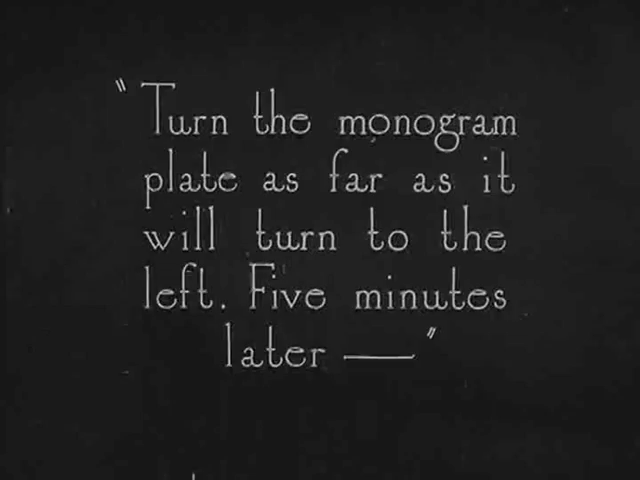 "Turn the monogram
plate as far as it
will turn to the
left. Five minutes
later —"